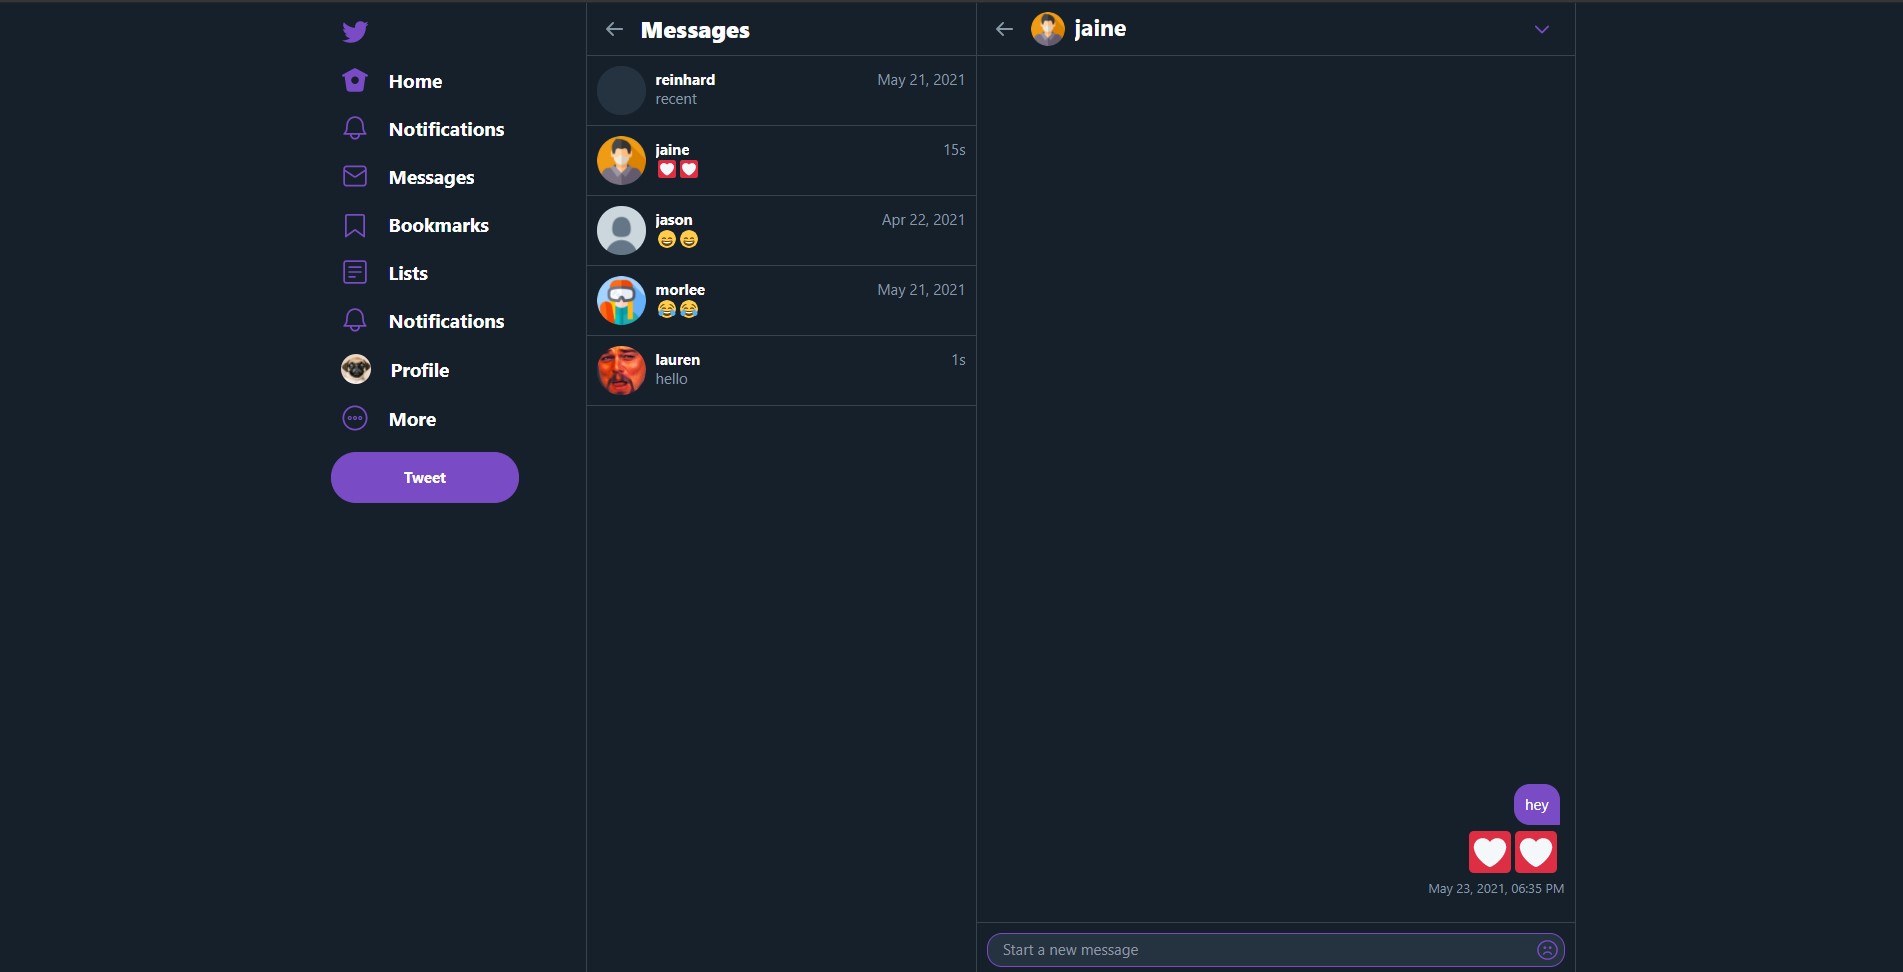 Home
Notifications
Messages
Bookmarks
Lists
Notifications
Profile
More
Tweet
Messages
reinhard May 21, 2021
recent
jaine 15s
💟💟
jason Apr 22, 2021
😄😄
morlee May 21, 2021
😂😂
lauren 1s
hello
jaine
hey
💟💟
May 23, 2021, 06:35 PM
Start a new message